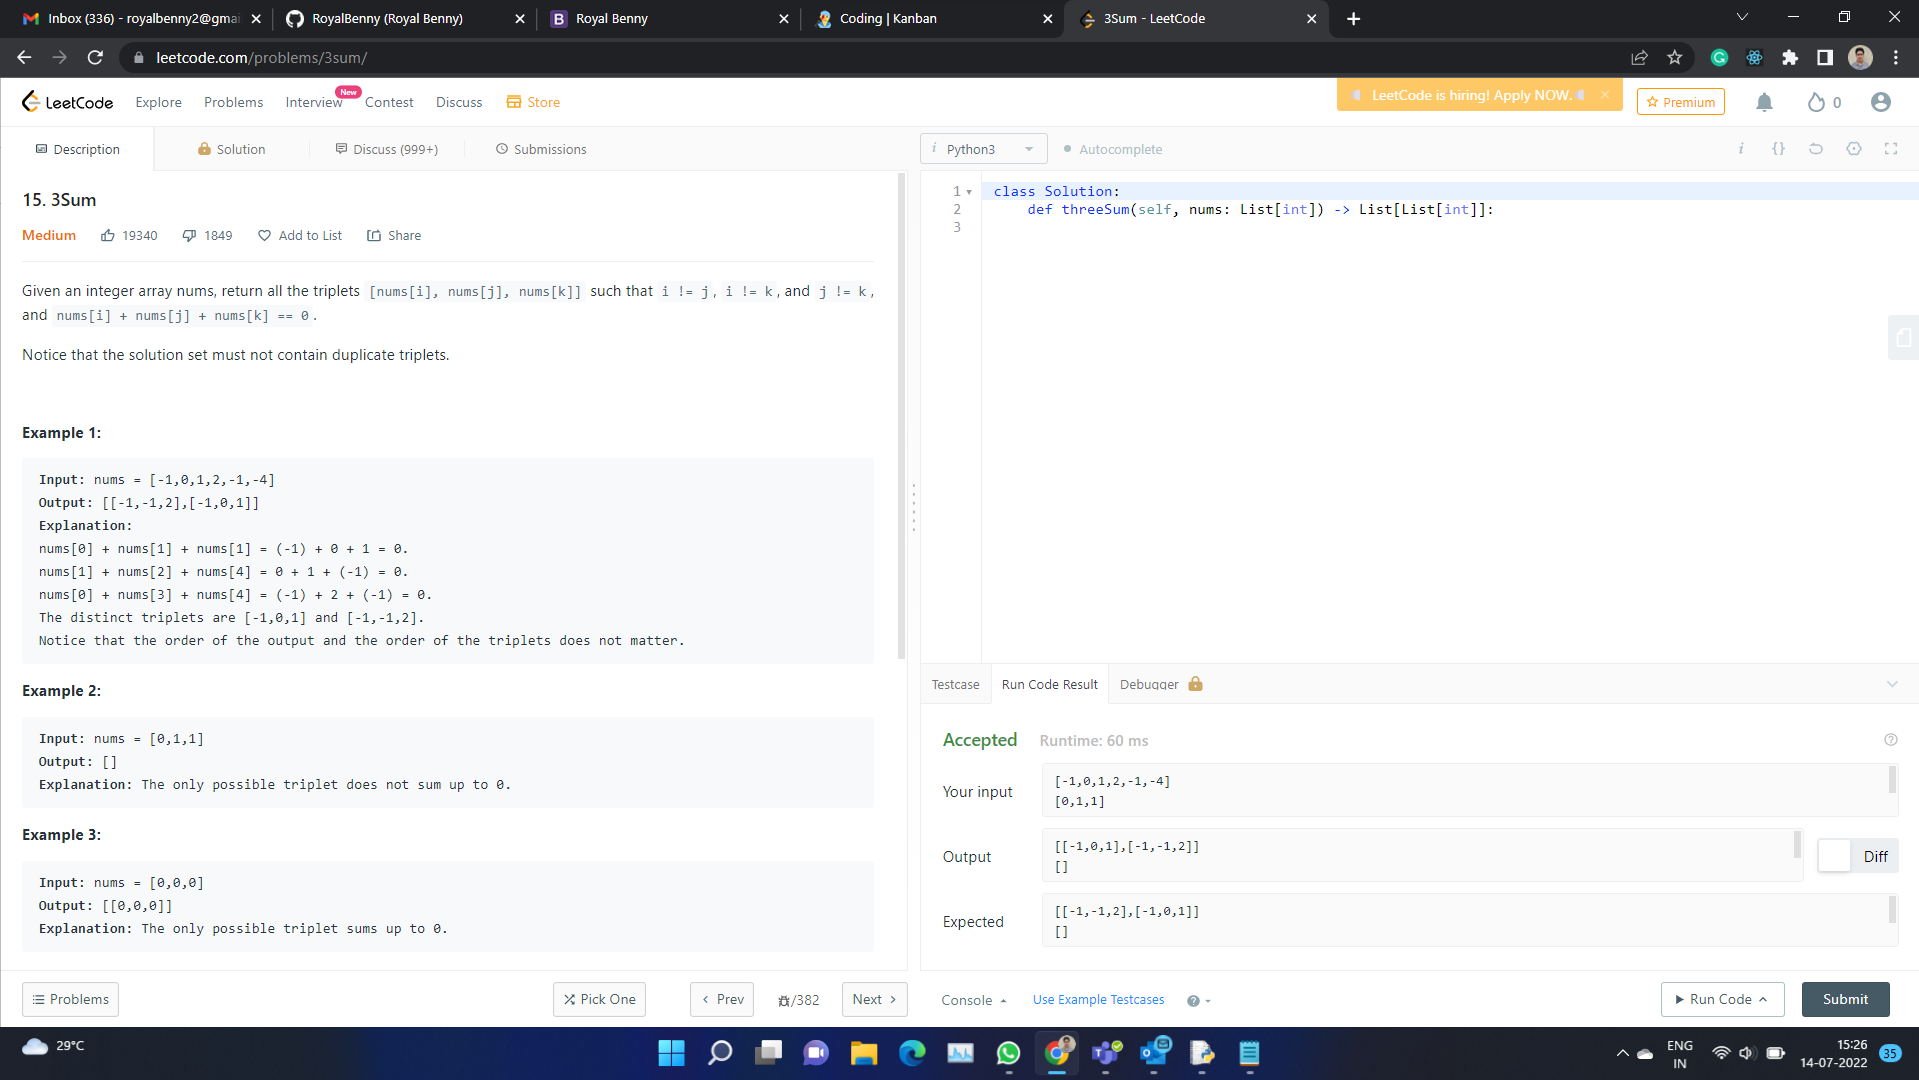 Inbox (336) - royalbenny2@gmai
RoyalBenny (Royal Benny)
B Royal Benny
Coding | Kanban
3Sum - LeetCode
leetcode.com/problems/3sum/
LeetCode Explore Problems Interview New Contest Discuss Store
LeetCode is hiring! Apply NOW.
Premium
0
Description Solution Discuss (999+) Submissions
i Python3 Autocomplete
i {}
15. 3Sum
Medium 19340 1849 Add to List Share
Given an integer array nums, return all the triplets [nums[i], nums[j], nums[k]] such that i != j, i != k, and j != k,
and nums[i] + nums[j] + nums[k] == 0.
Notice that the solution set must not contain duplicate triplets.
Example 1:
Input: nums = [-1,0,1,2,-1,-4]
Output: [[-1,-1,2],[-1,0,1]]
Explanation:
nums[0] + nums[1] + nums[1] = (-1) + 0 + 1 = 0.
nums[1] + nums[2] + nums[4] = 0 + 1 + (-1) = 0.
nums[0] + nums[3] + nums[4] = (-1) + 2 + (-1) = 0.
The distinct triplets are [-1,0,1] and [-1,-1,2].
Notice that the order of the output and the order of the triplets does not matter.
Example 2:
Input: nums = [0,1,1]
Output: []
Explanation: The only possible triplet does not sum up to 0.
Example 3:
Input: nums = [0,0,0]
Output: [[0,0,0]]
Explanation: The only possible triplet sums up to 0.
Problems Pick One Prev /382 Next
1 class Solution:
2 def threeSum(self, nums: List[int]) -> List[List[int]]:
3
Testcase Run Code Result Debugger
Accepted Runtime: 60 ms
Your input
[-1,0,1,2,-1,-4]
[0,1,1]
Output
[[-1,0,1],[-1,-1,2]]
[]
Diff
Expected
[[-1,-1,2],[-1,0,1]]
[]
Console Use Example Testcases Run Code Submit
29°C
ENG
IN
15:26
14-07-2022
35